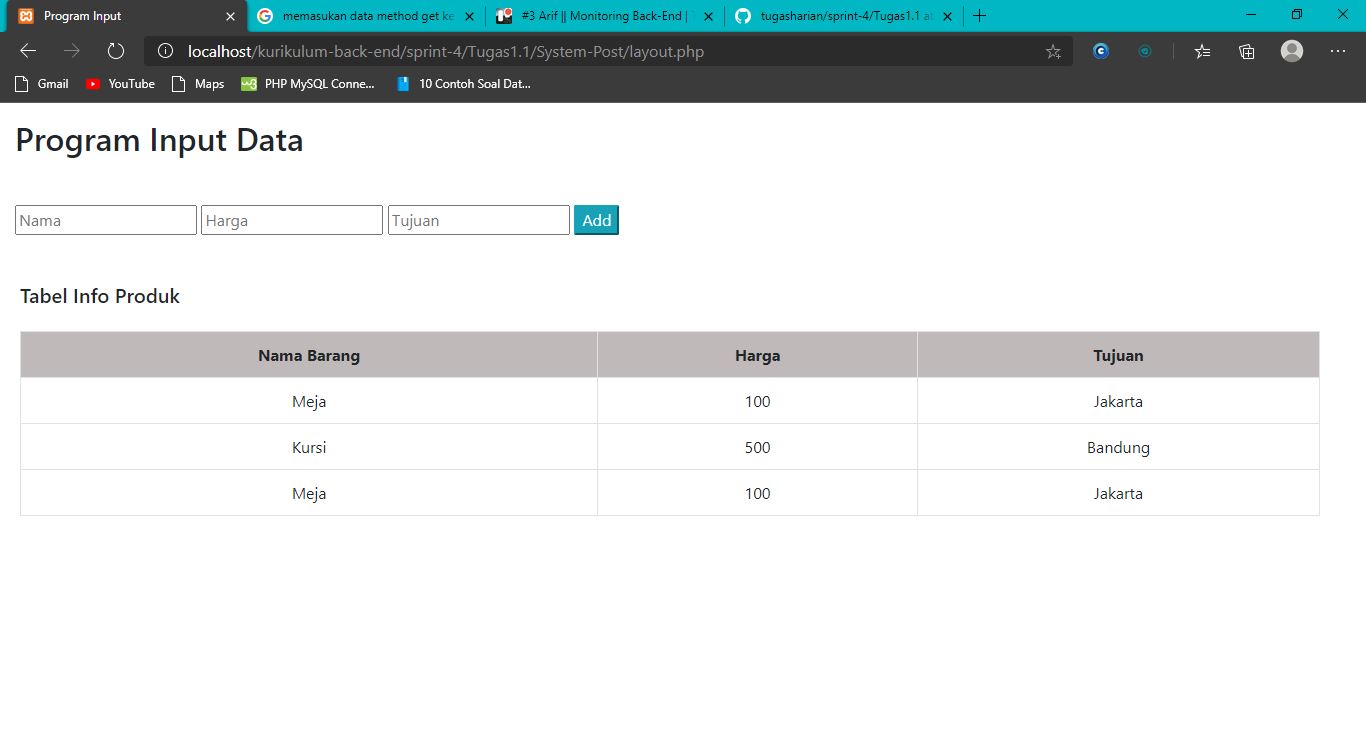 Program Input
memasukan data method get ke
#3 Arif || Monitoring Back-End |
tugasharian/sprint-4/Tugas1.1 at
localhost/kurikulum-back-end/sprint-4/Tugas1.1/System-Post/layout.php
Gmail YouTube Maps PHP MySQL Conne... 10 Contoh Soal Dat...
Program Input Data
Nama Harga Tujuan Add
Tabel Info Produk
Nama Barang Harga Tujuan
Meja 100 Jakarta
Kursi 500 Bandung
Meja 100 Jakarta